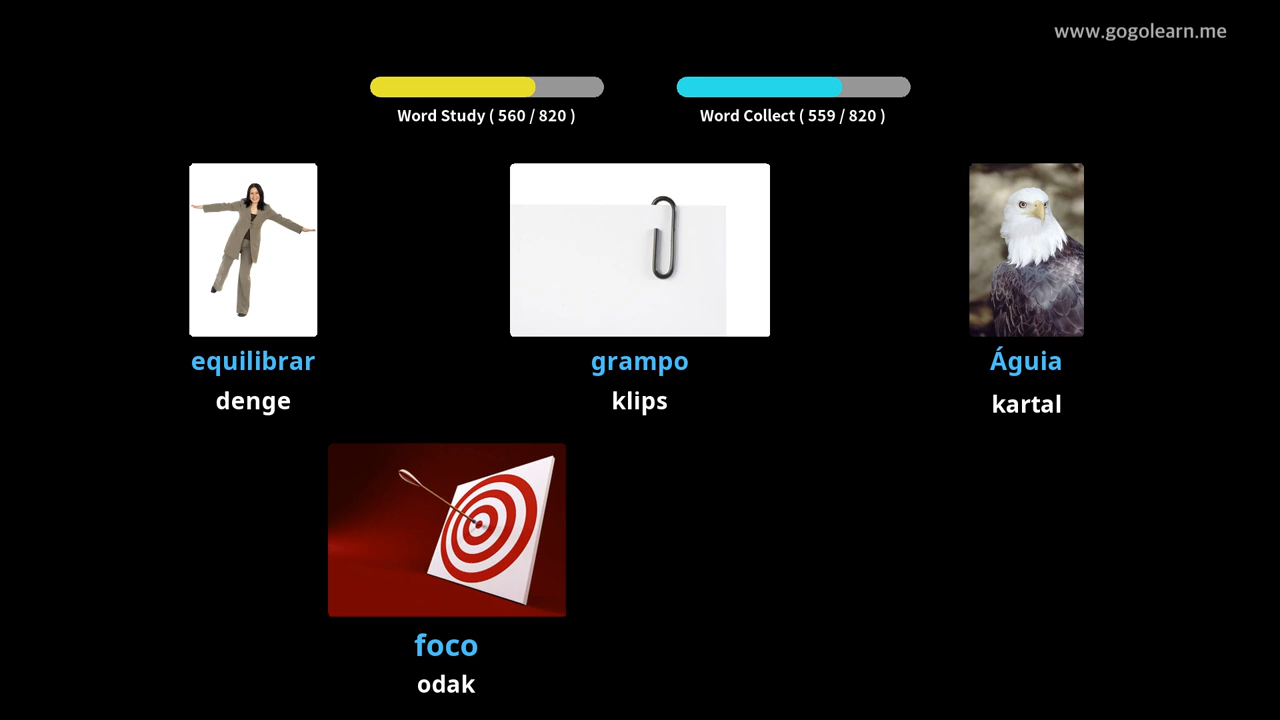 www.gogolearn.me
Word Study ( 560 / 820 )
Word Collect ( 559 / 820 )
equilibrar
denge
grampo
klips
Águia
kartal
foco
odak